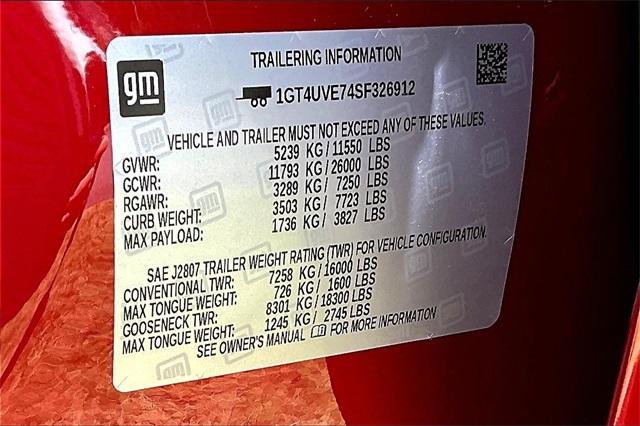 gm
TRAILERING INFORMATION
1GT4UVE74SF326912
VEHICLE AND TRAILER MUST NOT EXCEED ANY OF THESE VALUES.
GVWR: 5239 KG / 11550 LBS
GCWR: 11793 KG / 26000 LBS
RGAWR: 3289 KG / 7250 LBS
CURB WEIGHT: 3503 KG / 7723 LBS
MAX PAYLOAD: 1736 KG / 3827 LBS
SAE J2807 TRAILER WEIGHT RATING (TWR) FOR VEHICLE CONFIGURATION.
CONVENTIONAL TWR: 7258 KG / 16000 LBS
MAX TONGUE WEIGHT: 726 KG / 1600 LBS
GOOSENECK TWR: 8301 KG / 18300 LBS
MAX TONGUE WEIGHT: 1245 KG / 2745 LBS
SEE OWNER'S MANUAL FOR MORE INFORMATION